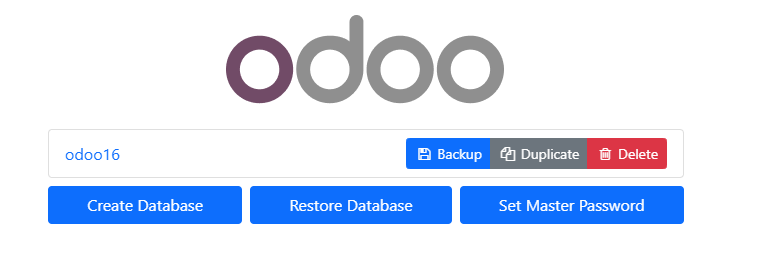 odoo
odoo16 Backup Duplicate Delete
Create Database Restore Database Set Master Password